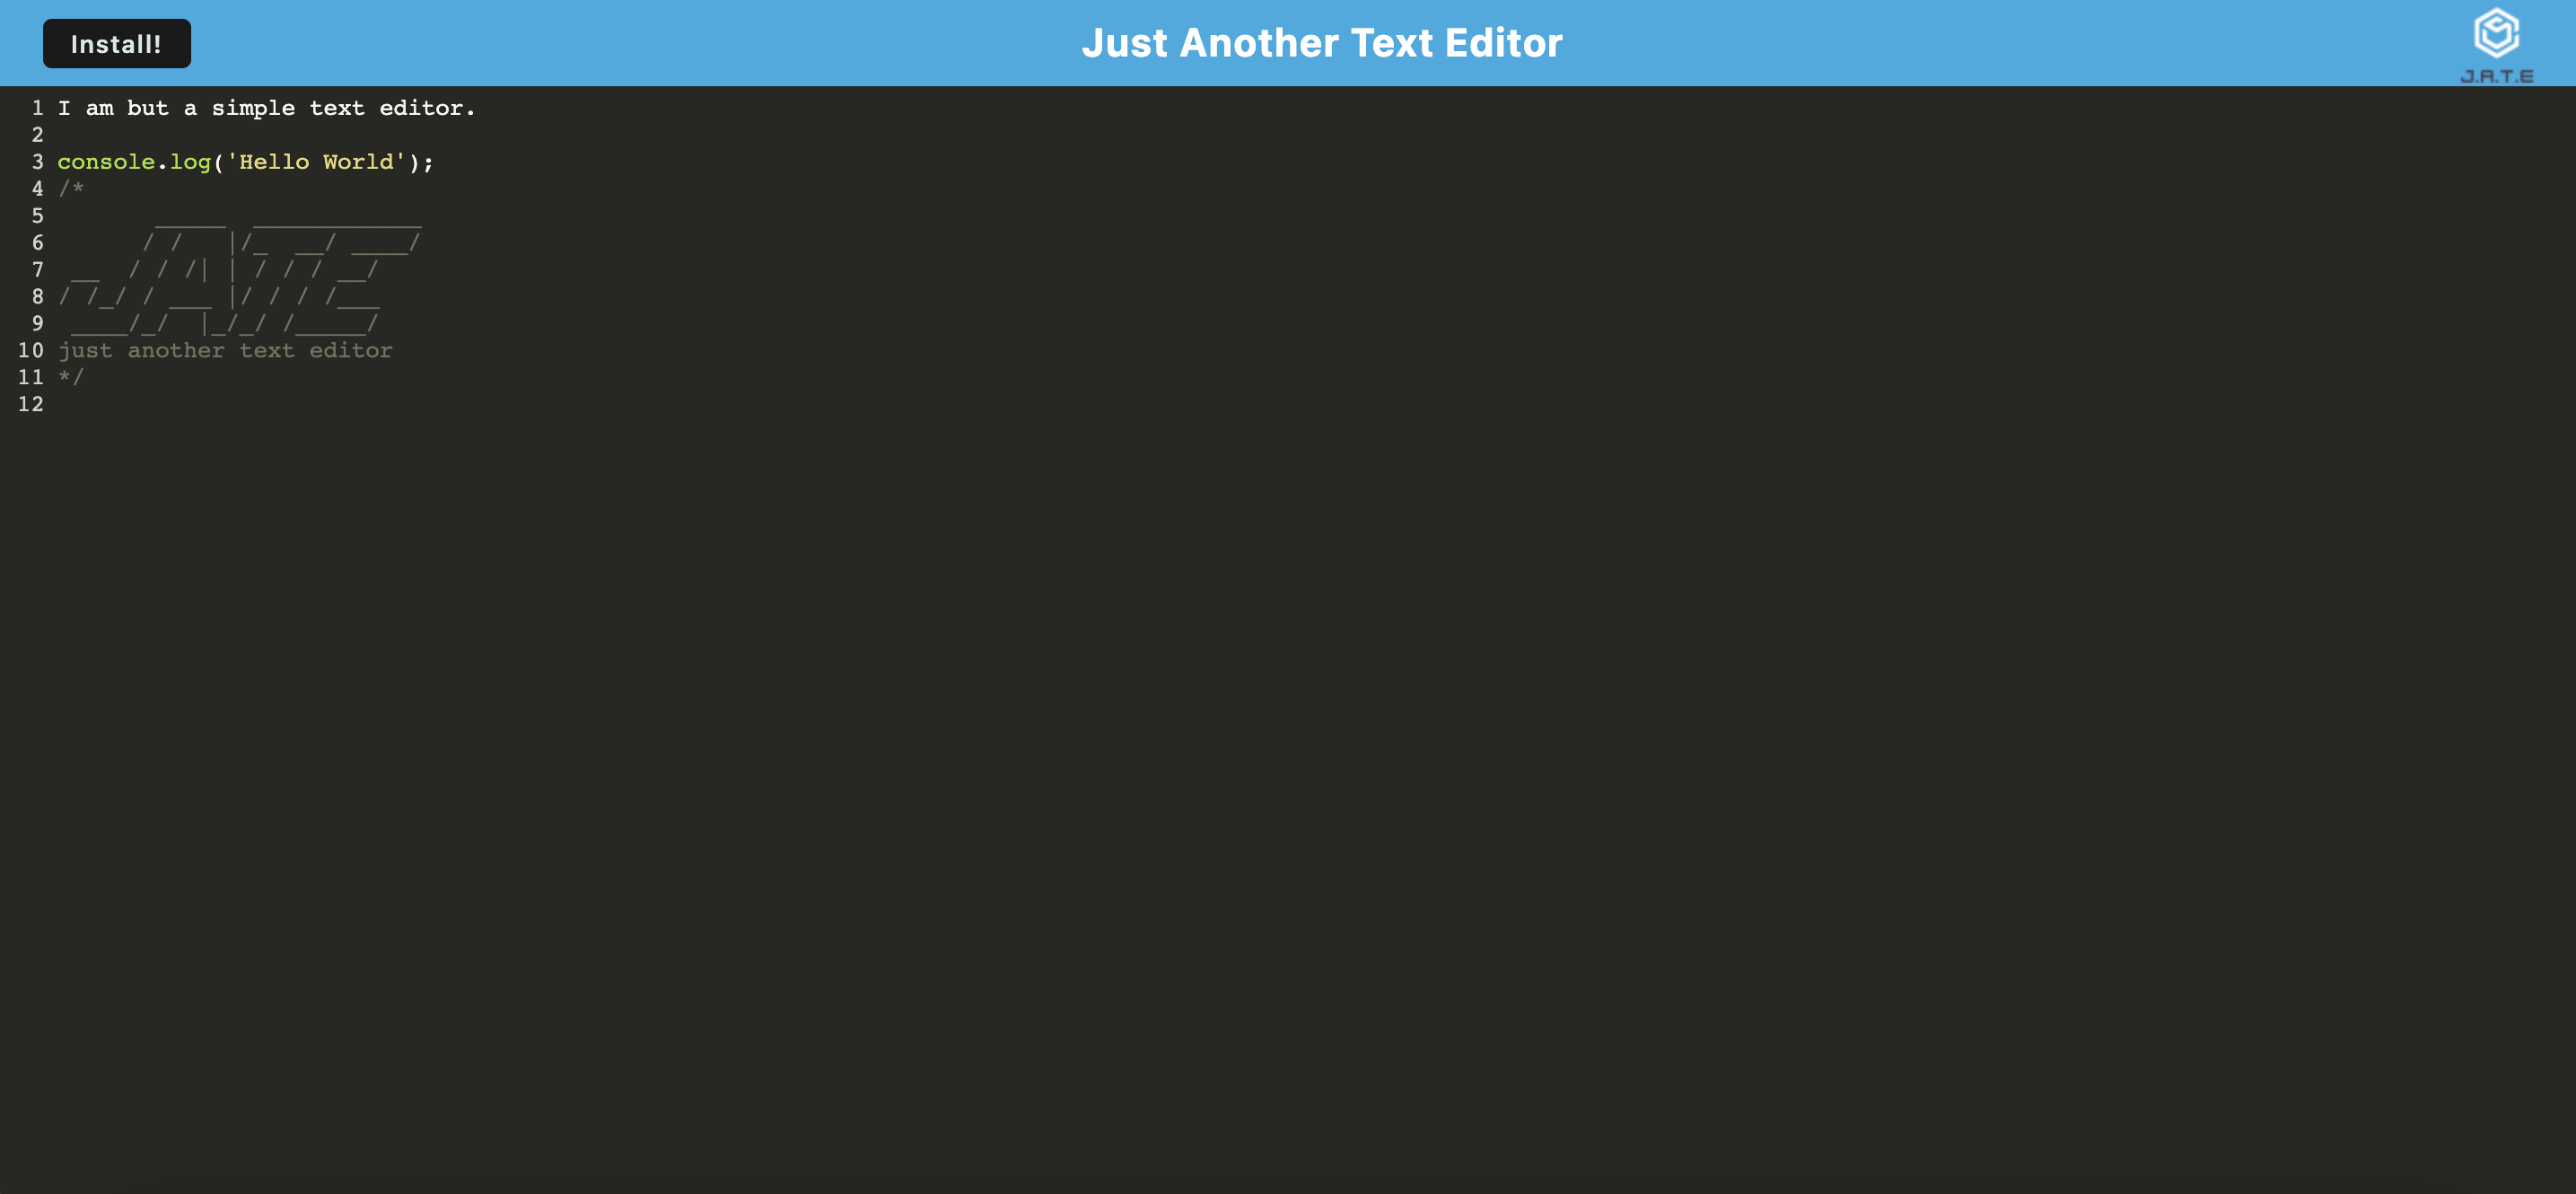 Install!
Just Another Text Editor
J.A.T.E
1 I am but a simple text editor.
2
3 console.log('Hello World');
4 /*
5        _____  ____________
6       / /   |/_  __/ ____/
7  __  / / /| | / / / __/
8 / /_/ / ___ |/ / / /___
9  ____/_/  |_/_/ /_____/
10 just another text editor
11 */
12